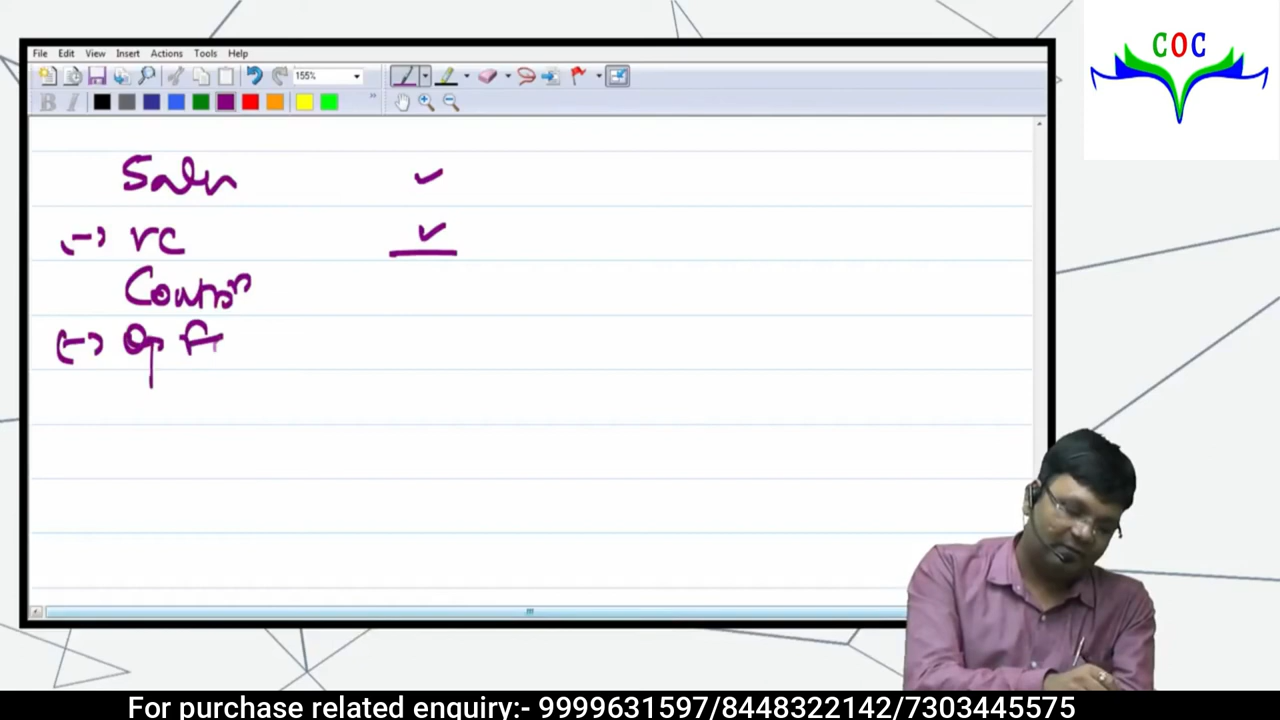 COC
File Edit View Insert Actions Tools Help
155%
B I
Sales
(-) VC
Contribn
(-) Op F
For purchase related enquiry:- 9999631597/8448322142/7303445575